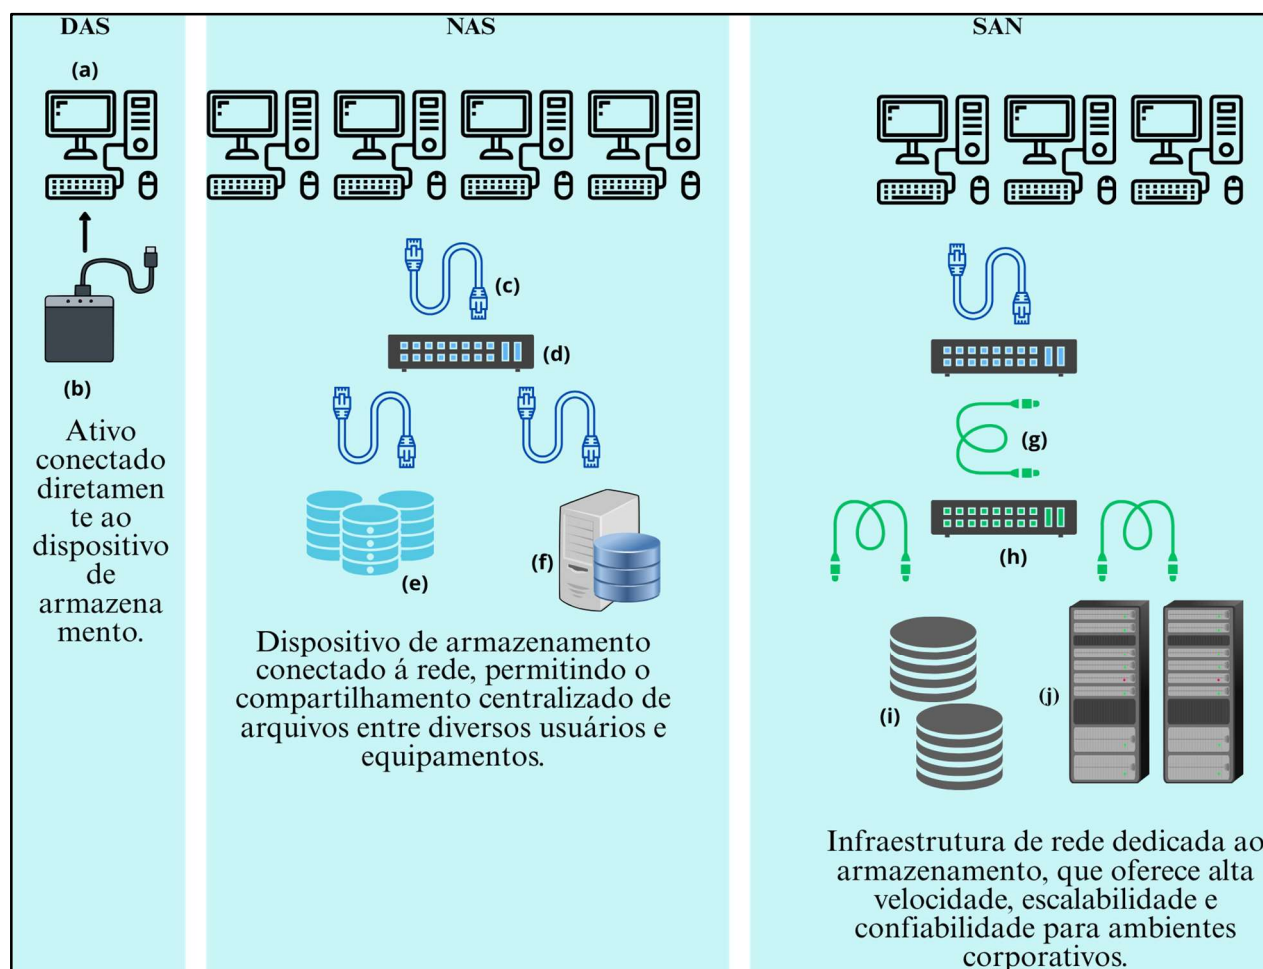 DAS
(a)
(b)
Ativo
conectado
diretamen
te ao
dispositivo
de
armazena
mento.
NAS
(c)
(d)
(e)
(f)
Dispositivo de armazenamento
conectado á rede, permitindo o
compartilhamento centralizado de
arquivos entre diversos usuários e
equipamentos.
SAN
(g)
(h)
(i)
(j)
Infraestrutura de rede dedicada ao
armazenamento, que oferece alta
velocidade, escalabilidade e
confiabilidade para ambientes
corporativos.